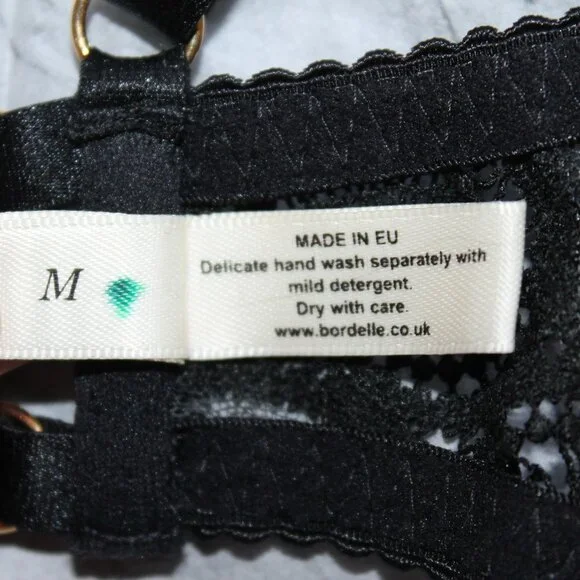 M
MADE IN EU
Delicate hand wash separately with
mild detergent.
Dry with care.
www.bordelle.co.uk